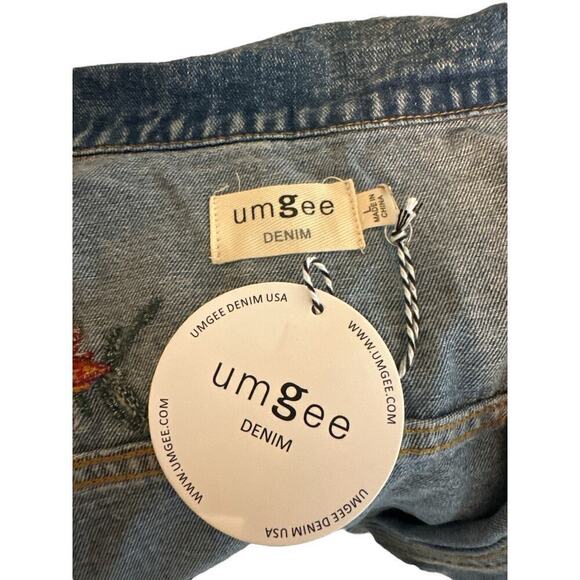 umgee
DENIM
L
MADE IN
CHINA
UMGEE DENIM USA
WWW.UMGEE.COM
umgee
DENIM
WWW.UMGEE.COM
UMGEE DENIM USA